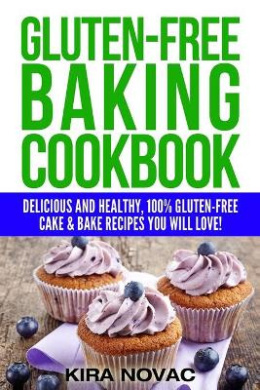 GLUTEN-FREE
BAKING
COOKBOOK
DELICIOUS AND HEALTHY, 100% GLUTEN-FREE
CAKE & BAKE RECIPES YOU WILL LOVE!
KIRA NOVAC